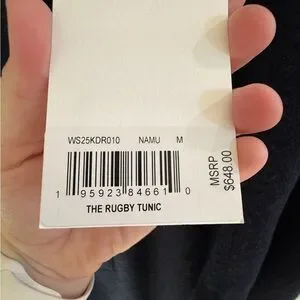 WS25KDR010 NAMU M
1 95923 84661 0
THE RUGBY TUNIC
MSRP
$648.00